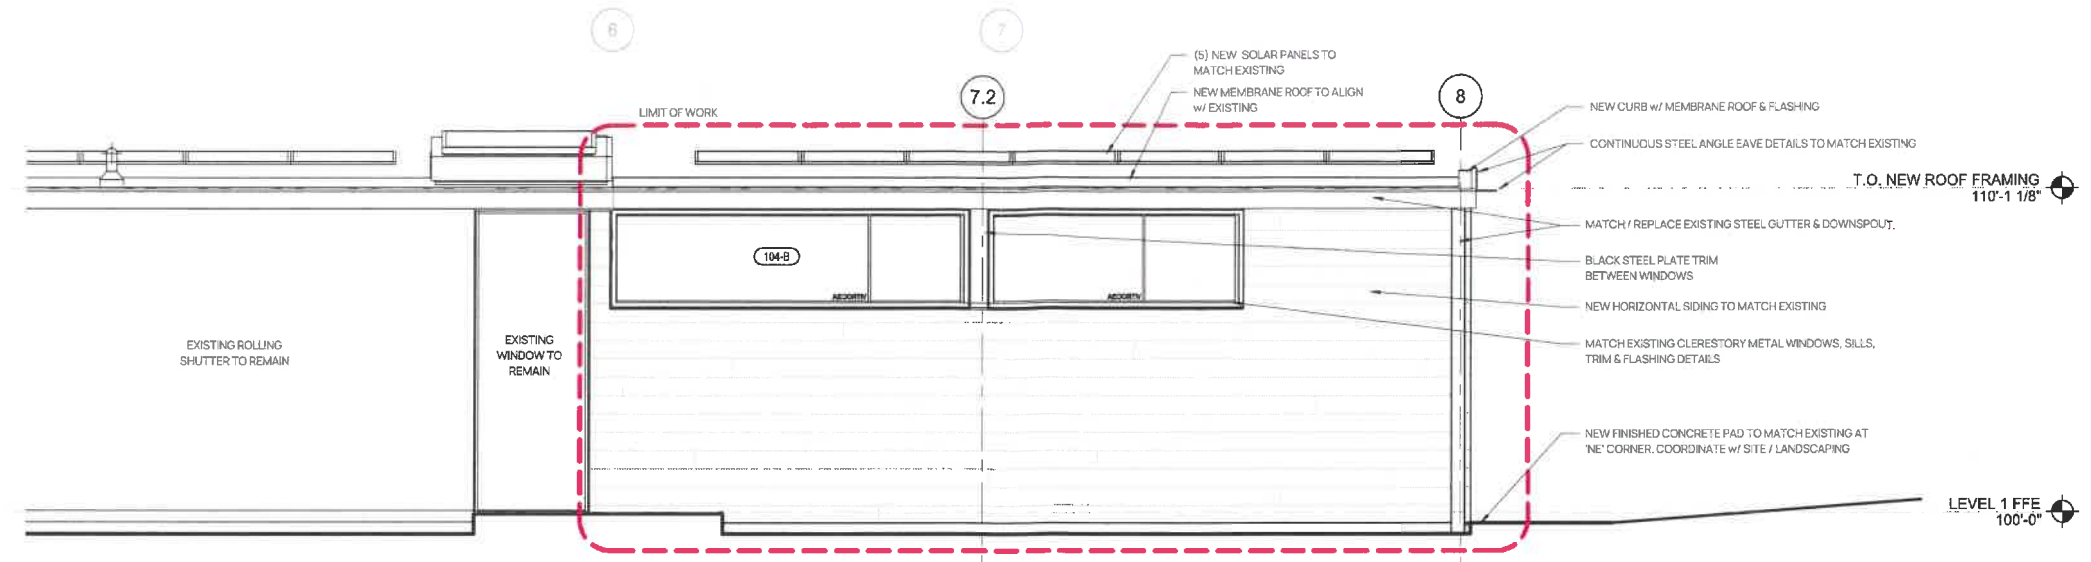 6
7
(5) NEW SOLAR PANELS TO
MATCH EXISTING
NEW MEMBRANE ROOF TO ALIGN
w/ EXISTING
7.2
8
LIMIT OF WORK
NEW CURB w/ MEMBRANE ROOF & FLASHING
CONTINUOUS STEEL ANGLE EAVE DETAILS TO MATCH EXISTING
T.O. NEW ROOF FRAMING
110'-1 1/8"
MATCH / REPLACE EXISTING STEEL GUTTER & DOWNSPOUT.
104-B
BLACK STEEL PLATE TRIM
BETWEEN WINDOWS
NEW HORIZONTAL SIDING TO MATCH EXISTING
EXISTING ROLLING
SHUTTER TO REMAIN
EXISTING
WINDOW TO
REMAIN
MATCH EXISTING CLERESTORY METAL WINDOWS, SILLS,
TRIM & FLASHING DETAILS
NEW FINISHED CONCRETE PAD TO MATCH EXISTING AT
'NE' CORNER. COORDINATE w/ SITE / LANDSCAPING
LEVEL 1 FFE
100'-0"